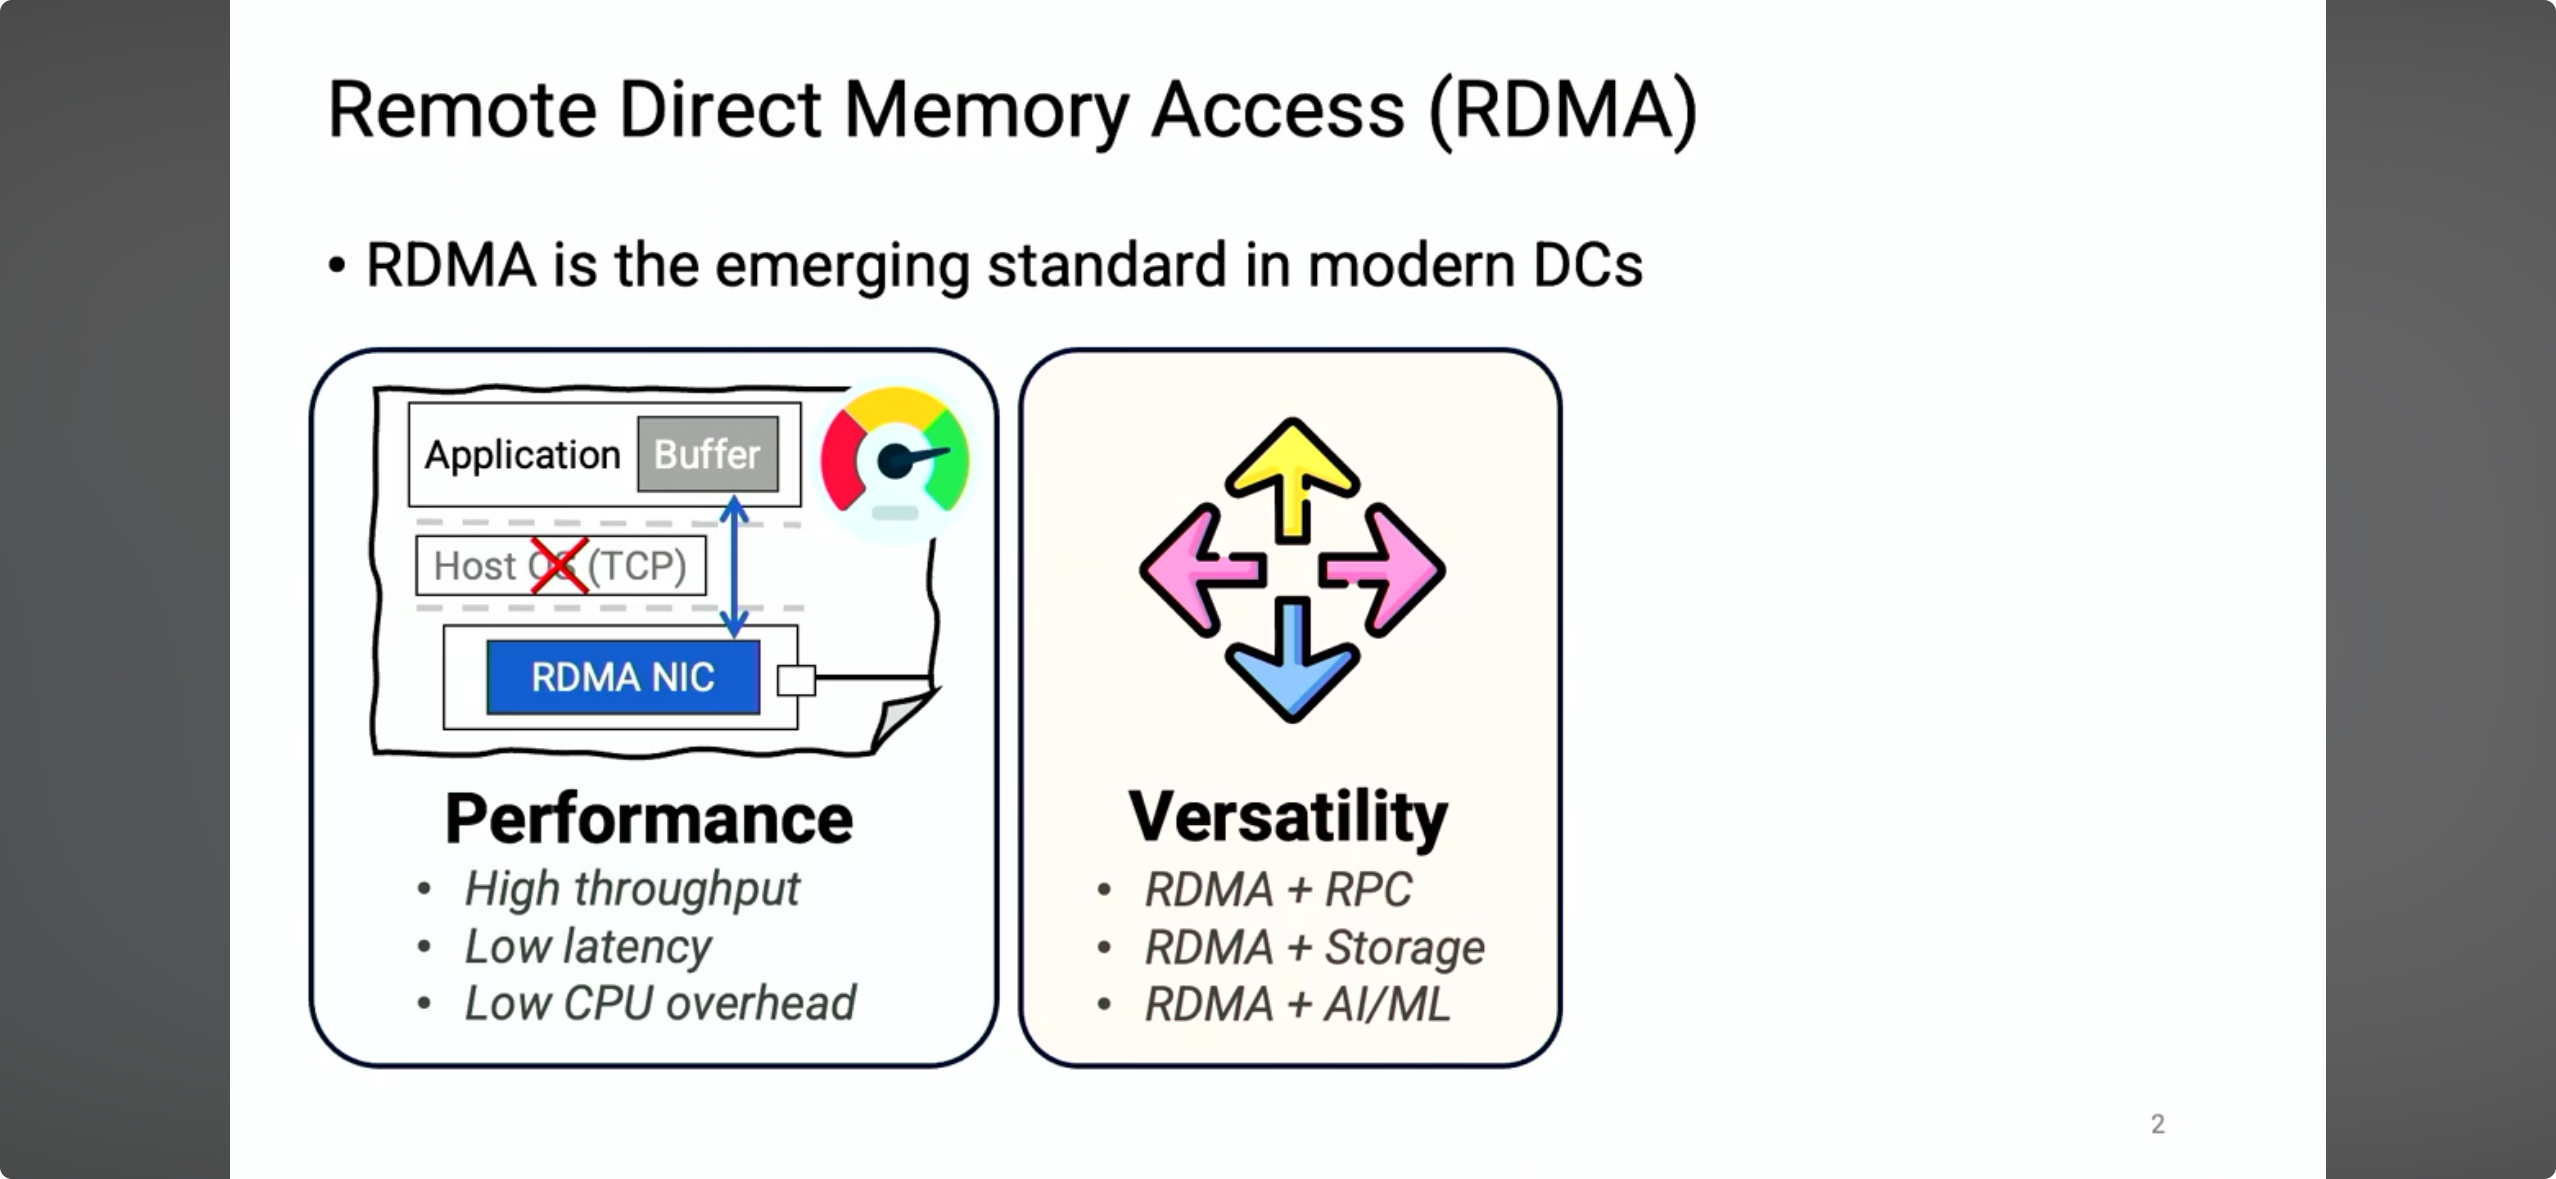 Remote Direct Memory Access (RDMA)
• RDMA is the emerging standard in modern DCs
Application Buffer
Host OS (TCP)
RDMA NIC
Performance
• High throughput
• Low latency
• Low CPU overhead
Versatility
• RDMA + RPC
• RDMA + Storage
• RDMA + AI/ML
2